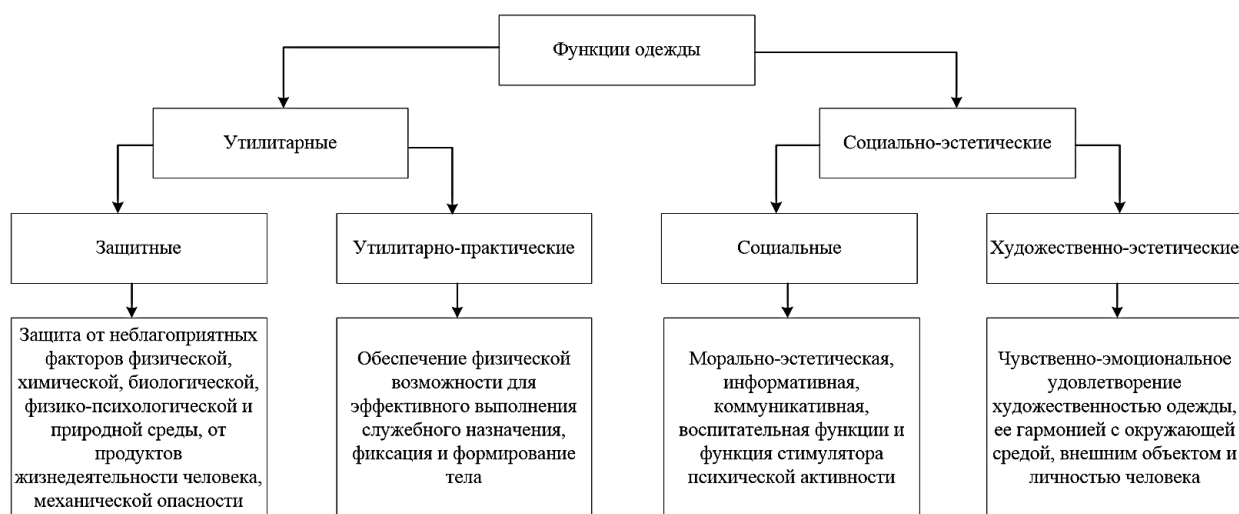 Функции одежды
Утилитарные
Социально-эстетические
Защитные
Утилитарно-практические
Социальные
Художественно-эстетические
Защита от неблагоприятных
факторов физической,
химической, биологической,
физико-психологической и
природной среды, от
продуктов
жизнедеятельности человека,
механической опасности
Обеспечение физической
возможности для
эффективного выполнения
служебного назначения,
фиксация и формирование
тела
Морально-эстетическая,
информативная,
коммуникативная,
воспитательная функции и
функция стимулятора
психической активности
Чувственно-эмоциональное
удовлетворение
художественностью одежды,
ее гармонией с окружающей
средой, внешним объектом и
личностью человека